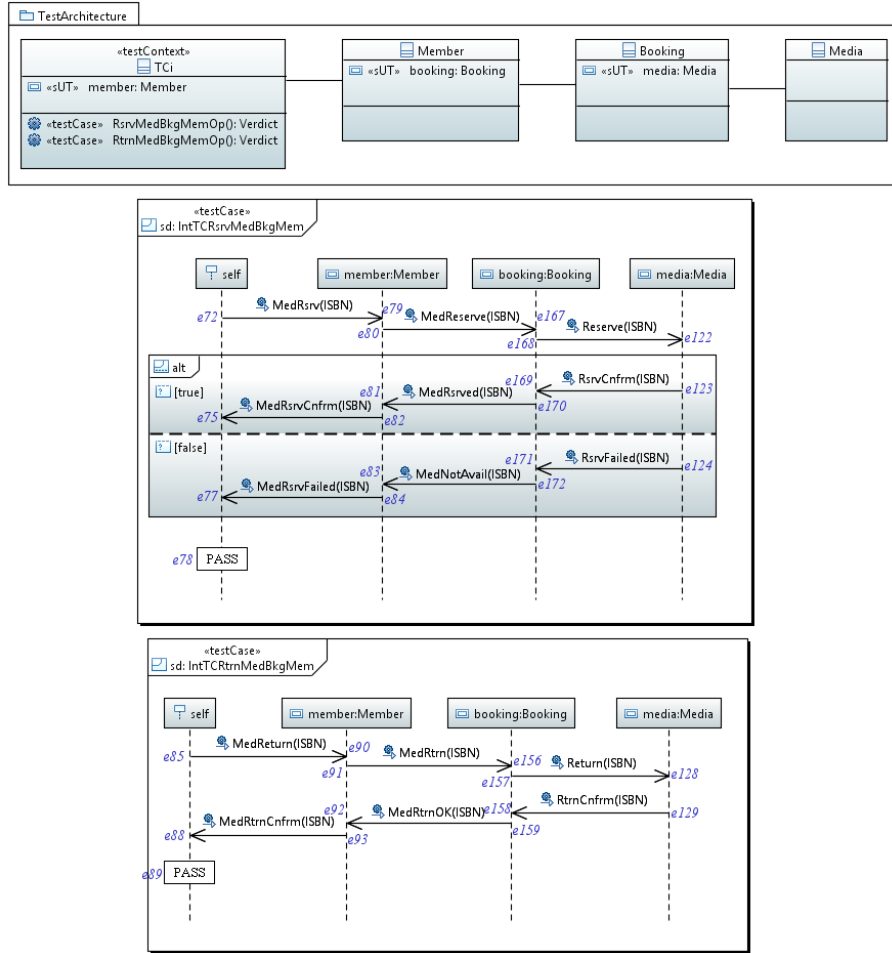 TestArchitecture
«testContext»
TCi
«sUT» member: Member
«testCase» RsrvMedBkgMemOp(): Verdict
«testCase» RtrnMedBkgMemOp(): Verdict
Member
«sUT» booking: Booking
Booking
«sUT» media: Media
Media
«testCase»
sd: IntTCRsrvMedBkgMem
self
member:Member
booking:Booking
media:Media
e72
MedRsrv(ISBN)
e79
e80
MedReserve(ISBN)
e167
e168
Reserve(ISBN)
e122
alt
[true]
e75
MedRsrvCnfrm(ISBN)
e81
e82
MedRsrved(ISBN)
e169
e170
RsrvCnfrm(ISBN)
e123
[false]
e77
MedRsrvFailed(ISBN)
e83
e84
MedNotAvail(ISBN)
e171
e172
RsrvFailed(ISBN)
e124
e78
PASS
«testCase»
sd: IntTCRtrnMedBkgMem
self
member:Member
booking:Booking
media:Media
e85
MedReturn(ISBN)
e90
e91
MedRtrn(ISBN)
e156
e157
Return(ISBN)
e128
e88
MedRtrnCnfrm(ISBN)
e92
e93
MedRtrnOK(ISBN)
e158
e159
RtrnCnfrm(ISBN)
e129
e89
PASS